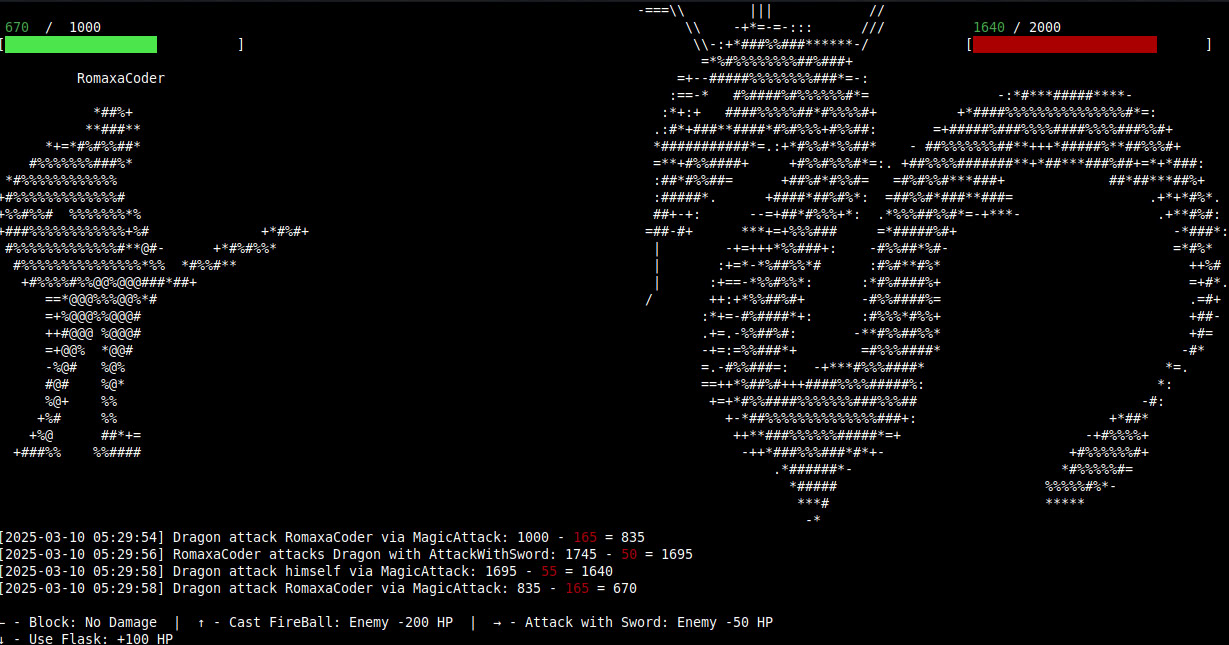 670 / 1000
1640 / 2000
[ ]
[ ]
RomaxaCoder
[2025-03-10 05:29:54] Dragon attack RomaxaCoder via MagicAttack: 1000 - 165 = 835
[2025-03-10 05:29:56] RomaxaCoder attacks Dragon with AttackWithSword: 1745 - 50 = 1695
[2025-03-10 05:29:58] Dragon attack himself via MagicAttack: 1695 - 55 = 1640
[2025-03-10 05:29:58] Dragon attack RomaxaCoder via MagicAttack: 835 - 165 = 670
← - Block: No Damage | ↑ - Cast FireBall: Enemy -200 HP | → - Attack with Sword: Enemy -50 HP
↓ - Use Flask: +100 HP